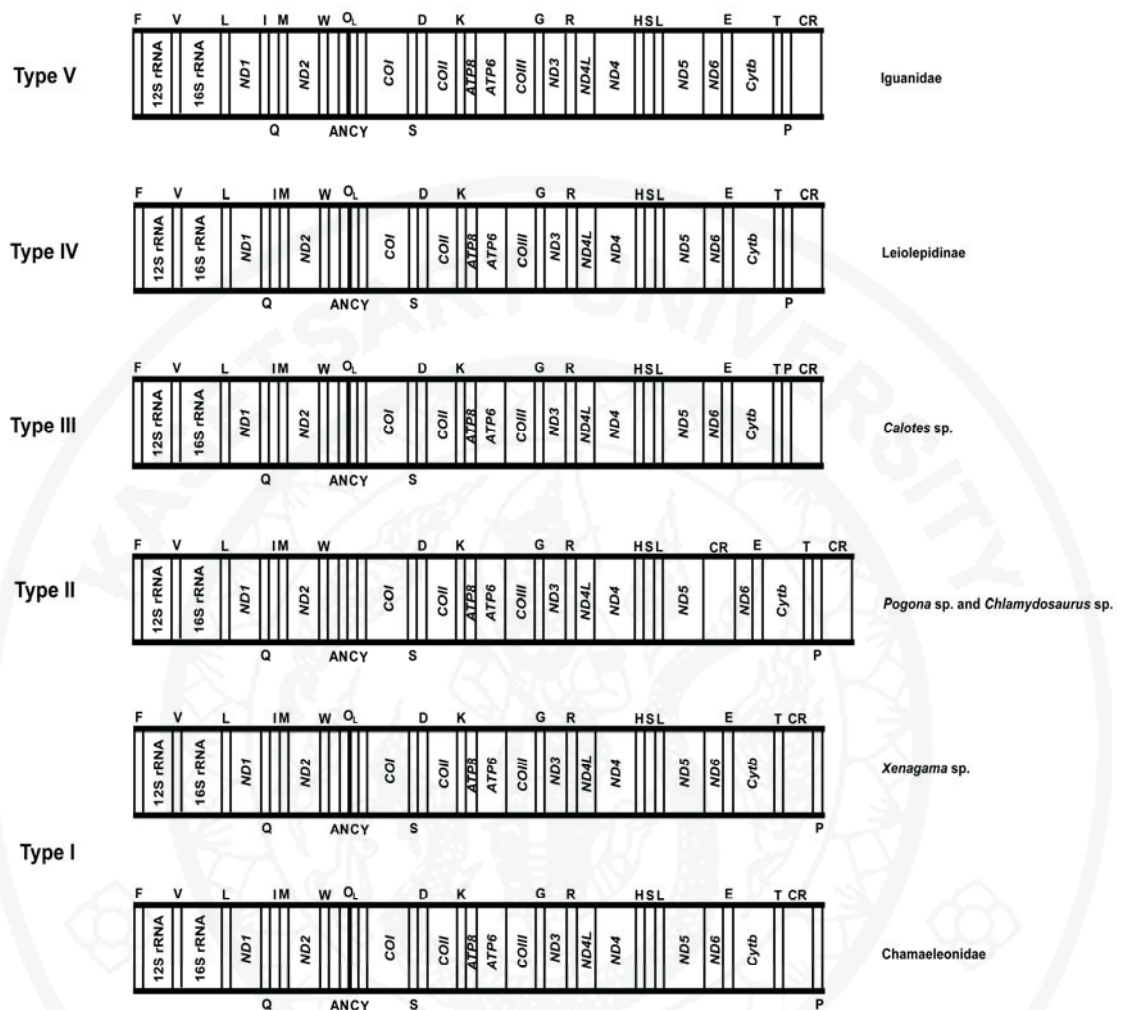 F V L I M W OL D K G R HSL E T CR
Type V 12S rRNA 16S rRNA ND1 ND2 COI COII ATP8 ATP6 COIII ND3 ND4L ND4 ND5 ND6 Cytb Iguanidae
Q ANCY S P
F V L IM W OL D K G R HSL E T CR
Type IV 12S rRNA 16S rRNA ND1 ND2 COI COII ATP8 ATP6 COIII ND3 ND4L ND4 ND5 ND6 Cytb Leiolepidinae
Q ANCY S P
F V L IM W OL D K G R HSL E TP CR
Type III 12S rRNA 16S rRNA ND1 ND2 COI COII ATP8 ATP6 COIII ND3 ND4L ND4 ND5 ND6 Cytb Calotes sp.
Q ANCY S
F V L IM W D K G R HSL CR E T CR
Type II 12S rRNA 16S rRNA ND1 ND2 COI COII ATP8 ATP6 COIII ND3 ND4L ND4 ND5 ND6 Cytb Pogona sp. and Chlamydosaurus sp.
Q ANCY S P
F V L IM W OL D K G R HSL E T CR
12S rRNA 16S rRNA ND1 ND2 COI COII ATP8 ATP6 COIII ND3 ND4L ND4 ND5 ND6 Cytb Xenagama sp.
Q ANCY S P
Type I
F V L IM W OL D K G R HSL E T CR
12S rRNA 16S rRNA ND1 ND2 COI COII ATP8 ATP6 COIII ND3 ND4L ND4 ND5 ND6 Cytb Chamaeleonidae
Q ANCY S P
KASETSART UNIVERSITY